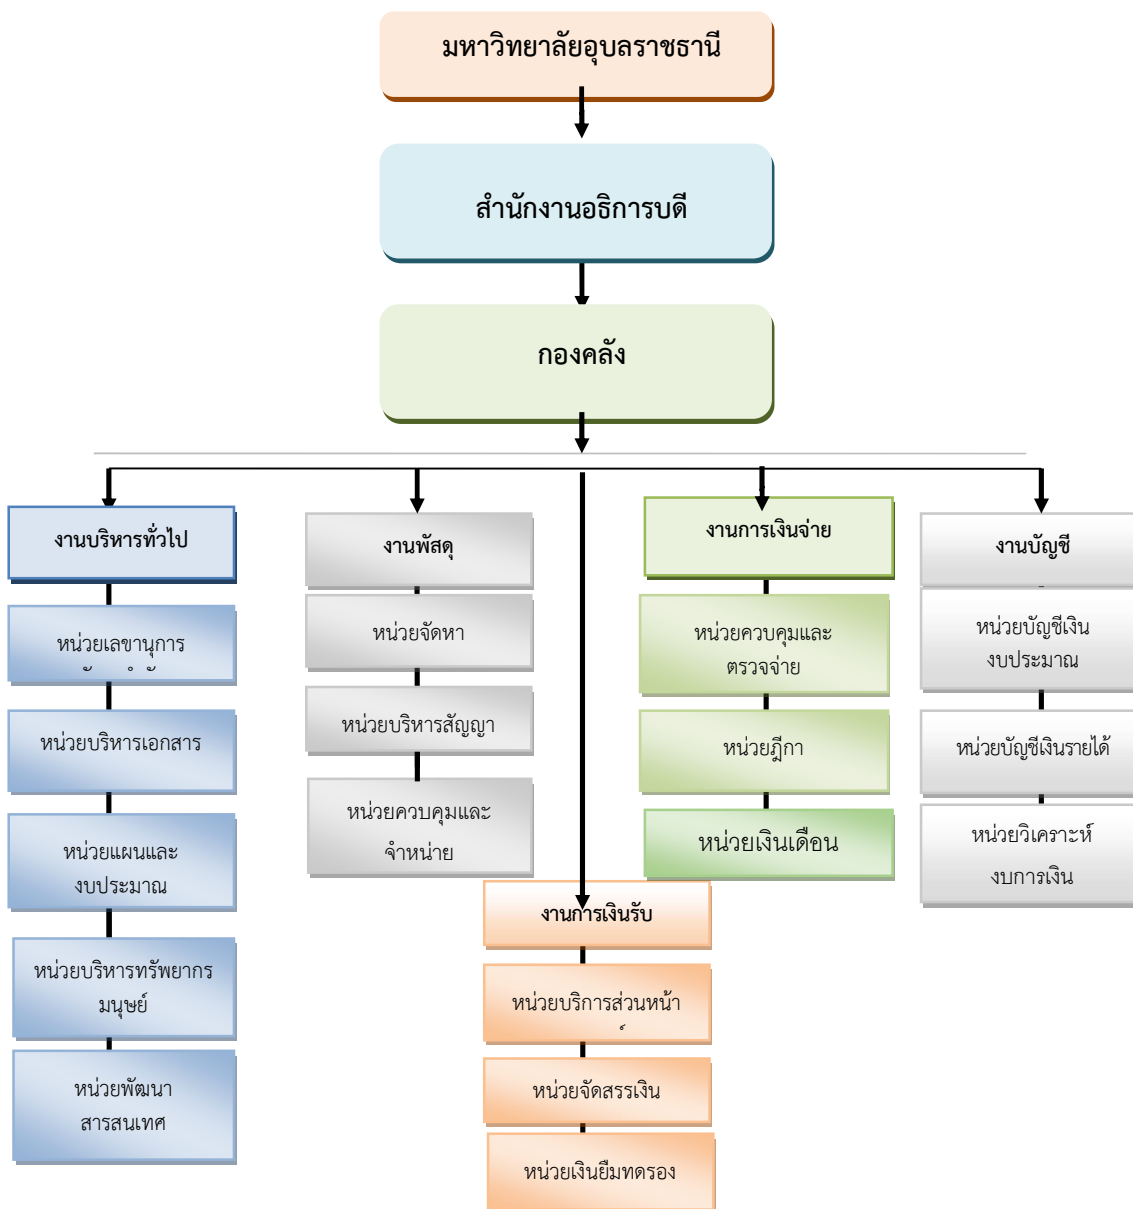 มหาวิทยาลัยอุบลราชธานี
สำนักงานอธิการบดี
กองคลัง
งานบริหารทั่วไป
หน่วยเลขานุการ
หน่วยบริหารเอกสาร
หน่วยแผนและ
งบประมาณ
หน่วยบริหารทรัพยากร
มนุษย์
หน่วยพัฒนา
สารสนเทศ
งานพัสดุ
หน่วยจัดหา
หน่วยบริหารสัญญา
หน่วยควบคุมและ
จำหน่าย
งานการเงินรับ
หน่วยบริการส่วนหน้า
หน่วยจัดสรรเงิน
หน่วยเงินยืมทดรอง
งานการเงินจ่าย
หน่วยควบคุมและ
ตรวจจ่าย
หน่วยฎีกา
หน่วยเงินเดือน
งานบัญชี
หน่วยบัญชีเงิน
งบประมาณ
หน่วยบัญชีเงินรายได้
หน่วยวิเคราะห์
งบการเงิน